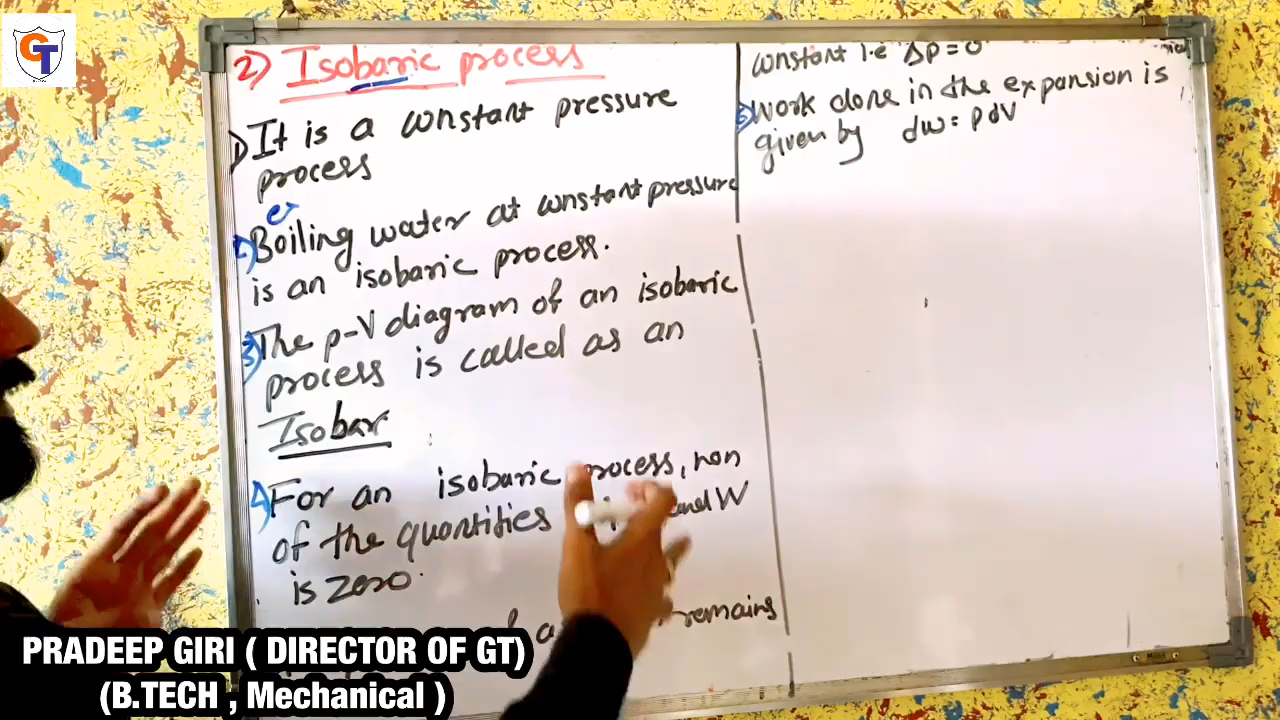 GT
2) Isobaric process
1) It is a constant pressure
process
ex
2) Boiling water at constant pressure
is an isobaric process.
3) The p-V diagram of an isobaric
process is called as an
Isobar
4) For an isobaric process, non
of the quantities and W
is zero.
remains
constant i.e Δp = 0
Work done in the expansion is
given by dw = pdV
PRADEEP GIRI ( DIRECTOR OF GT)
(B.TECH , Mechanical )